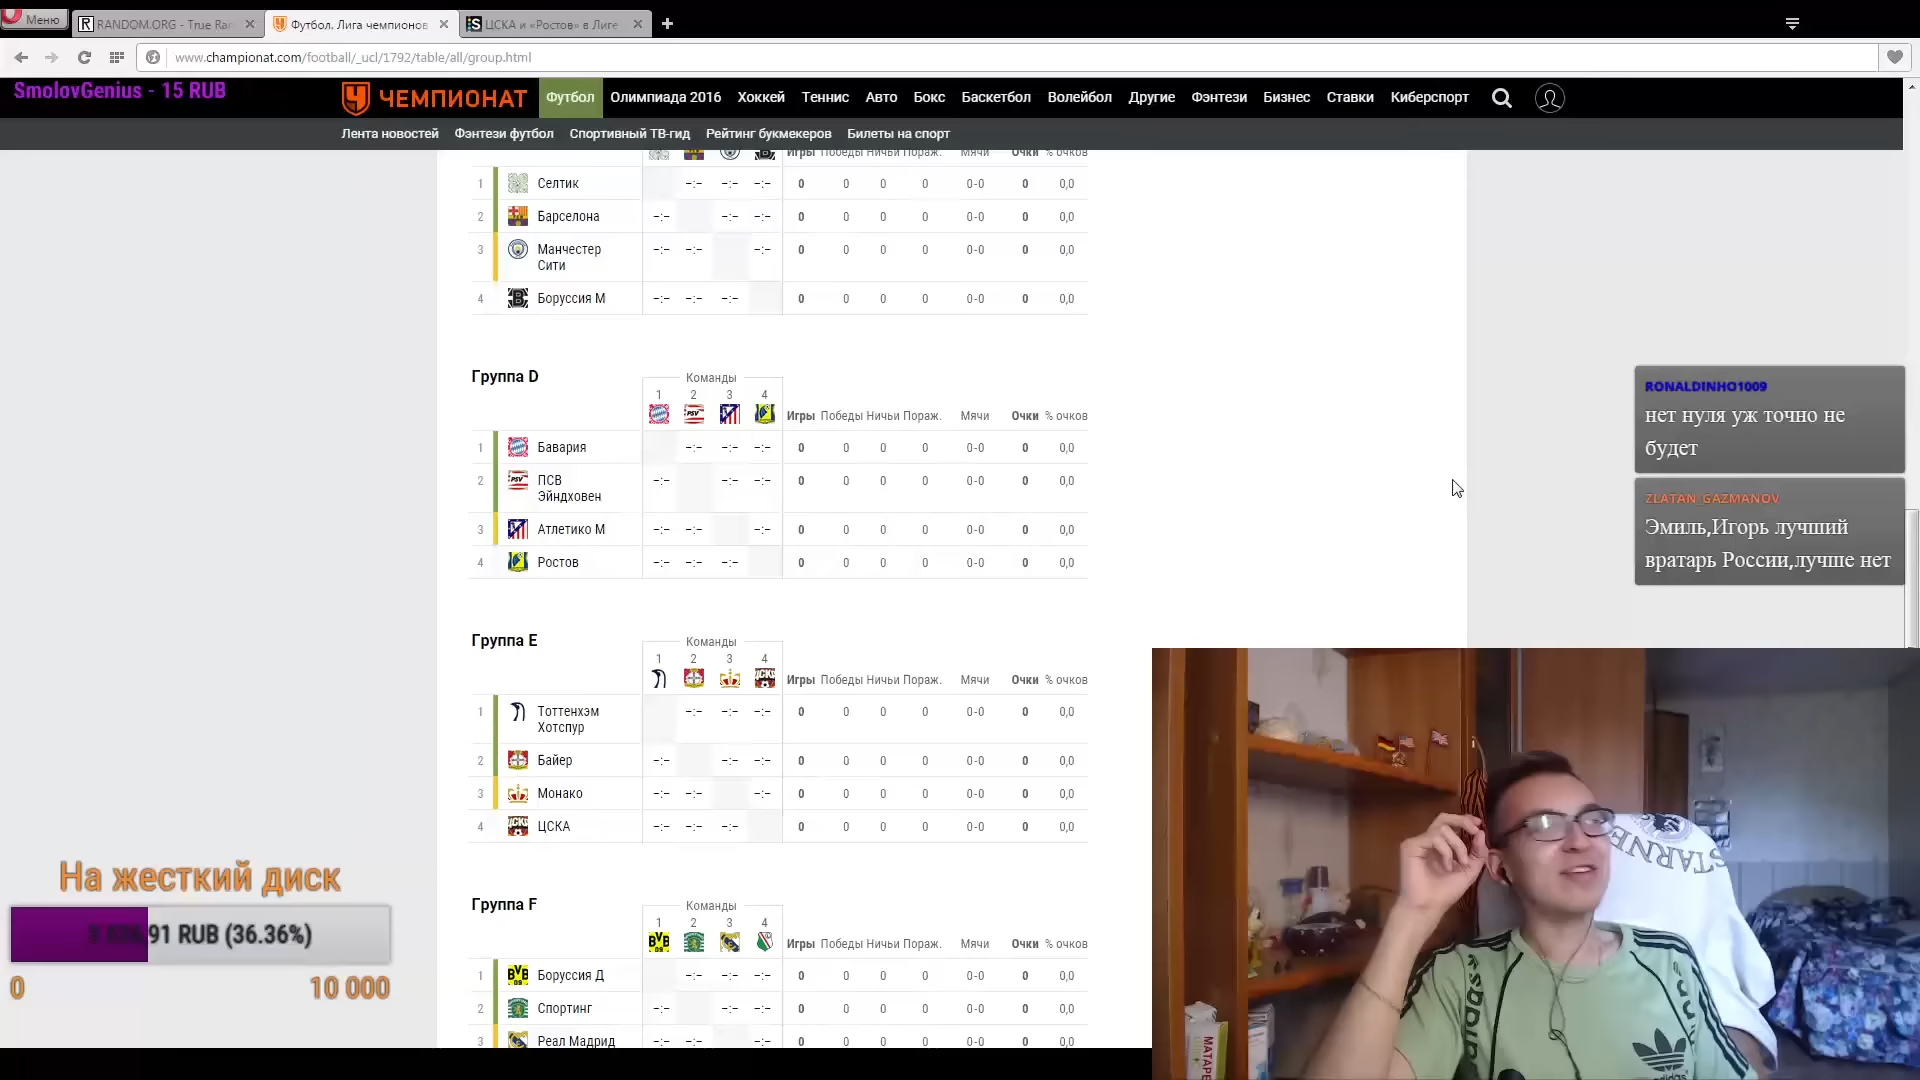 Меню
RANDOM.ORG - True Ran
Футбол. Лига чемпионов
ЦСКА и «Ростов» в Лиге
www.championat.com/football/_ucl/1792/table/all/group.html
SmolovGenius - 15 RUB
ЧЕМПИОНАТ
Футбол Олимпиада 2016 Хоккей Теннис Авто Бокс Баскетбол Волейбол Другие Фэнтези Бизнес Ставки Киберспорт
Лента новостей Фэнтези футбол Спортивный ТВ-гид Рейтинг букмекеров Билеты на спорт
Игры Победы Ничьи Пораж. Мячи Очки % очков
1 Селтик -:- -:- -:- 0 0 0 0 0-0 0 0,0
2 Барселона -:- -:- -:- 0 0 0 0 0-0 0 0,0
3 Манчестер Сити -:- -:- -:- 0 0 0 0 0-0 0 0,0
4 Боруссия М -:- -:- -:- 0 0 0 0 0-0 0 0,0
Группа D
Команды
1 2 3 4
Игры Победы Ничьи Пораж. Мячи Очки % очков
1 Бавария -:- -:- -:- 0 0 0 0 0-0 0 0,0
2 ПСВ Эйндховен -:- -:- -:- 0 0 0 0 0-0 0 0,0
3 Атлетико М -:- -:- -:- 0 0 0 0 0-0 0 0,0
4 Ростов -:- -:- -:- 0 0 0 0 0-0 0 0,0
Группа E
Команды
1 2 3 4
Игры Победы Ничьи Пораж. Мячи Очки % очков
1 Тоттенхэм Хотспур -:- -:- -:- 0 0 0 0 0-0 0 0,0
2 Байер -:- -:- -:- 0 0 0 0 0-0 0 0,0
3 Монако -:- -:- -:- 0 0 0 0 0-0 0 0,0
4 ЦСКА -:- -:- -:- 0 0 0 0 0-0 0 0,0
Группа F
Команды
1 2 3 4
Игры Победы Ничьи Пораж. Мячи Очки % очков
1 Боруссия Д -:- -:- -:- 0 0 0 0 0-0 0 0,0
2 Спортинг -:- -:- -:- 0 0 0 0 0-0 0 0,0
3 Реал Мадрид -:- -:- -:- 0 0 0 0 0-0 0 0,0
RONALDINHO1009
нет нуля уж точно не
будет
ZLATAN_GAZMANOV
Эмиль,Игорь лучший
вратарь России,лучше нет
На жесткий диск
91 RUB (36.36%)
0 10 000
STARNE
adidas
adidas
МАТАРЕ